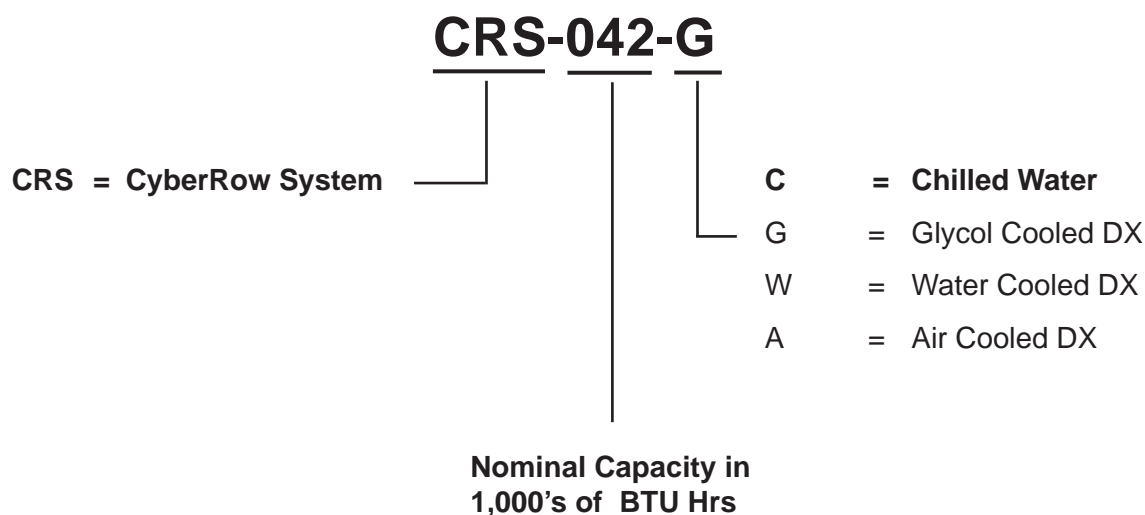 CRS-042-G
CRS = CyberRow System
C = Chilled Water
G = Glycol Cooled DX
W = Water Cooled DX
A = Air Cooled DX
Nominal Capacity in
1,000’s of BTU Hrs